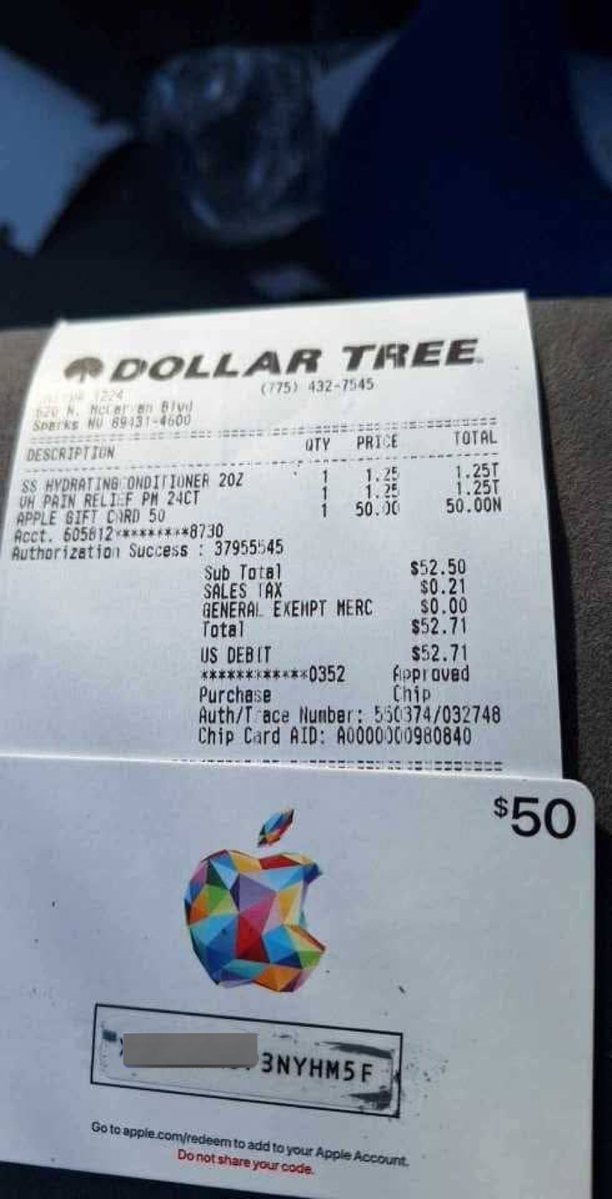 DOLLAR TREE
(775) 432-7545
Sparks NV 89431-4600
DESCRIPTION QTY PRICE TOTAL
SS HYDRATING ONDITIONER 2OZ 1 1.25 1.25T
UH PAIN RELIEF PM 24CT 1 1.25 1.25T
APPLE GIFT CARD 50 1 50.00 50.00N
Acct. 605812**********8730
Authorization Success : 37955545
Sub Total $52.50
SALES TAX $0.21
GENERAL EXEMPT MERC $0.00
Total $52.71
US DEBIT $52.71
************0352 Approved
Purchase Chip
Auth/Trace Number: 550374/032748
Chip Card AID: A0000000980840
$50
3NYHM5F
Go to apple.com/redeem to add to your Apple Account.
Do not share your code.